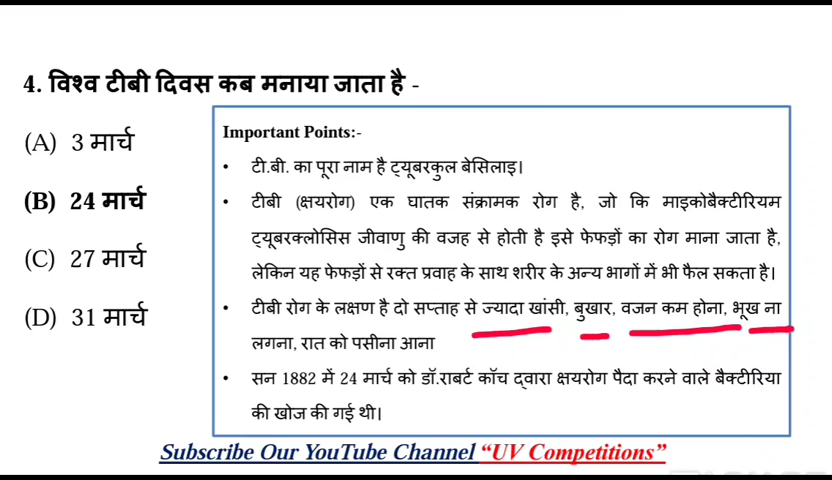 4. विश्व टीबी दिवस कब मनाया जाता है -
(A) 3 मार्च
(B) 24 मार्च
(C) 27 मार्च
(D) 31 मार्च
Important Points:-
• टी.बी. का पूरा नाम है ट्यूबरकुल बेसिलाइ।
• टीबी (क्षयरोग) एक घातक संक्रामक रोग है, जो कि माइकोबैक्टीरियम
ट्यूबरक्लोसिस जीवाणु की वजह से होती है इसे फेफड़ों का रोग माना जाता है,
लेकिन यह फेफड़ों से रक्त प्रवाह के साथ शरीर के अन्य भागों में भी फैल सकता है।
• टीबी रोग के लक्षण है दो सप्ताह से ज्यादा खांसी, बुखार, वजन कम होना, भूख ना
लगना, रात को पसीना आना
• सन 1882 में 24 मार्च को डॉ.राबर्ट कॉच द्वारा क्षयरोग पैदा करने वाले बैक्टीरिया
की खोज की गई थी।
Subscribe Our YouTube Channel “UV Competitions”